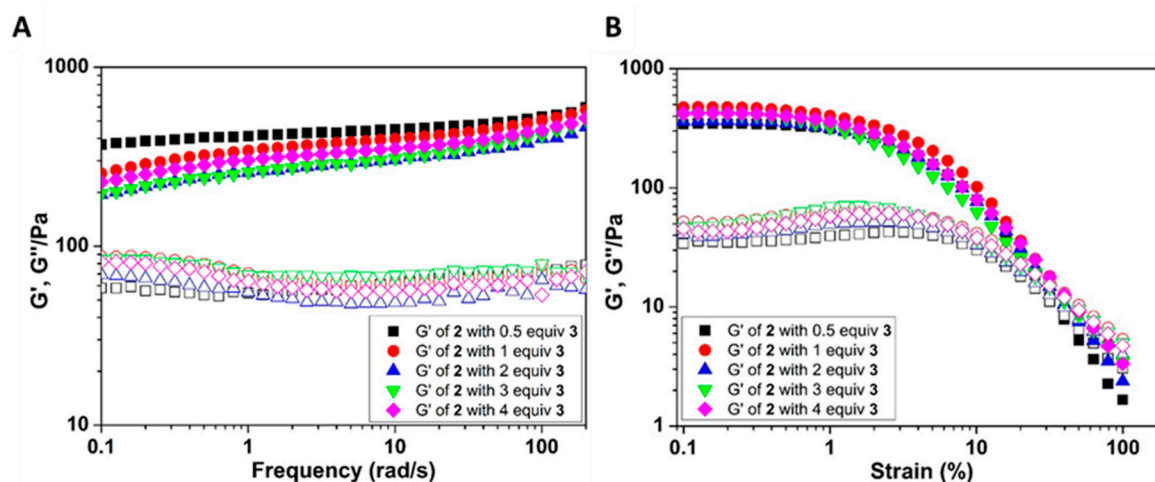 A
G', G''/Pa
1000
100
10
0.1
1
10
100
Frequency (rad/s)
G' of 2 with 0.5 equiv 3
G' of 2 with 1 equiv 3
G' of 2 with 2 equiv 3
G' of 2 with 3 equiv 3
G' of 2 with 4 equiv 3
B
G', G''/Pa
1000
100
10
1
0.1
1
10
100
Strain (%)
G' of 2 with 0.5 equiv 3
G' of 2 with 1 equiv 3
G' of 2 with 2 equiv 3
G' of 2 with 3 equiv 3
G' of 2 with 4 equiv 3